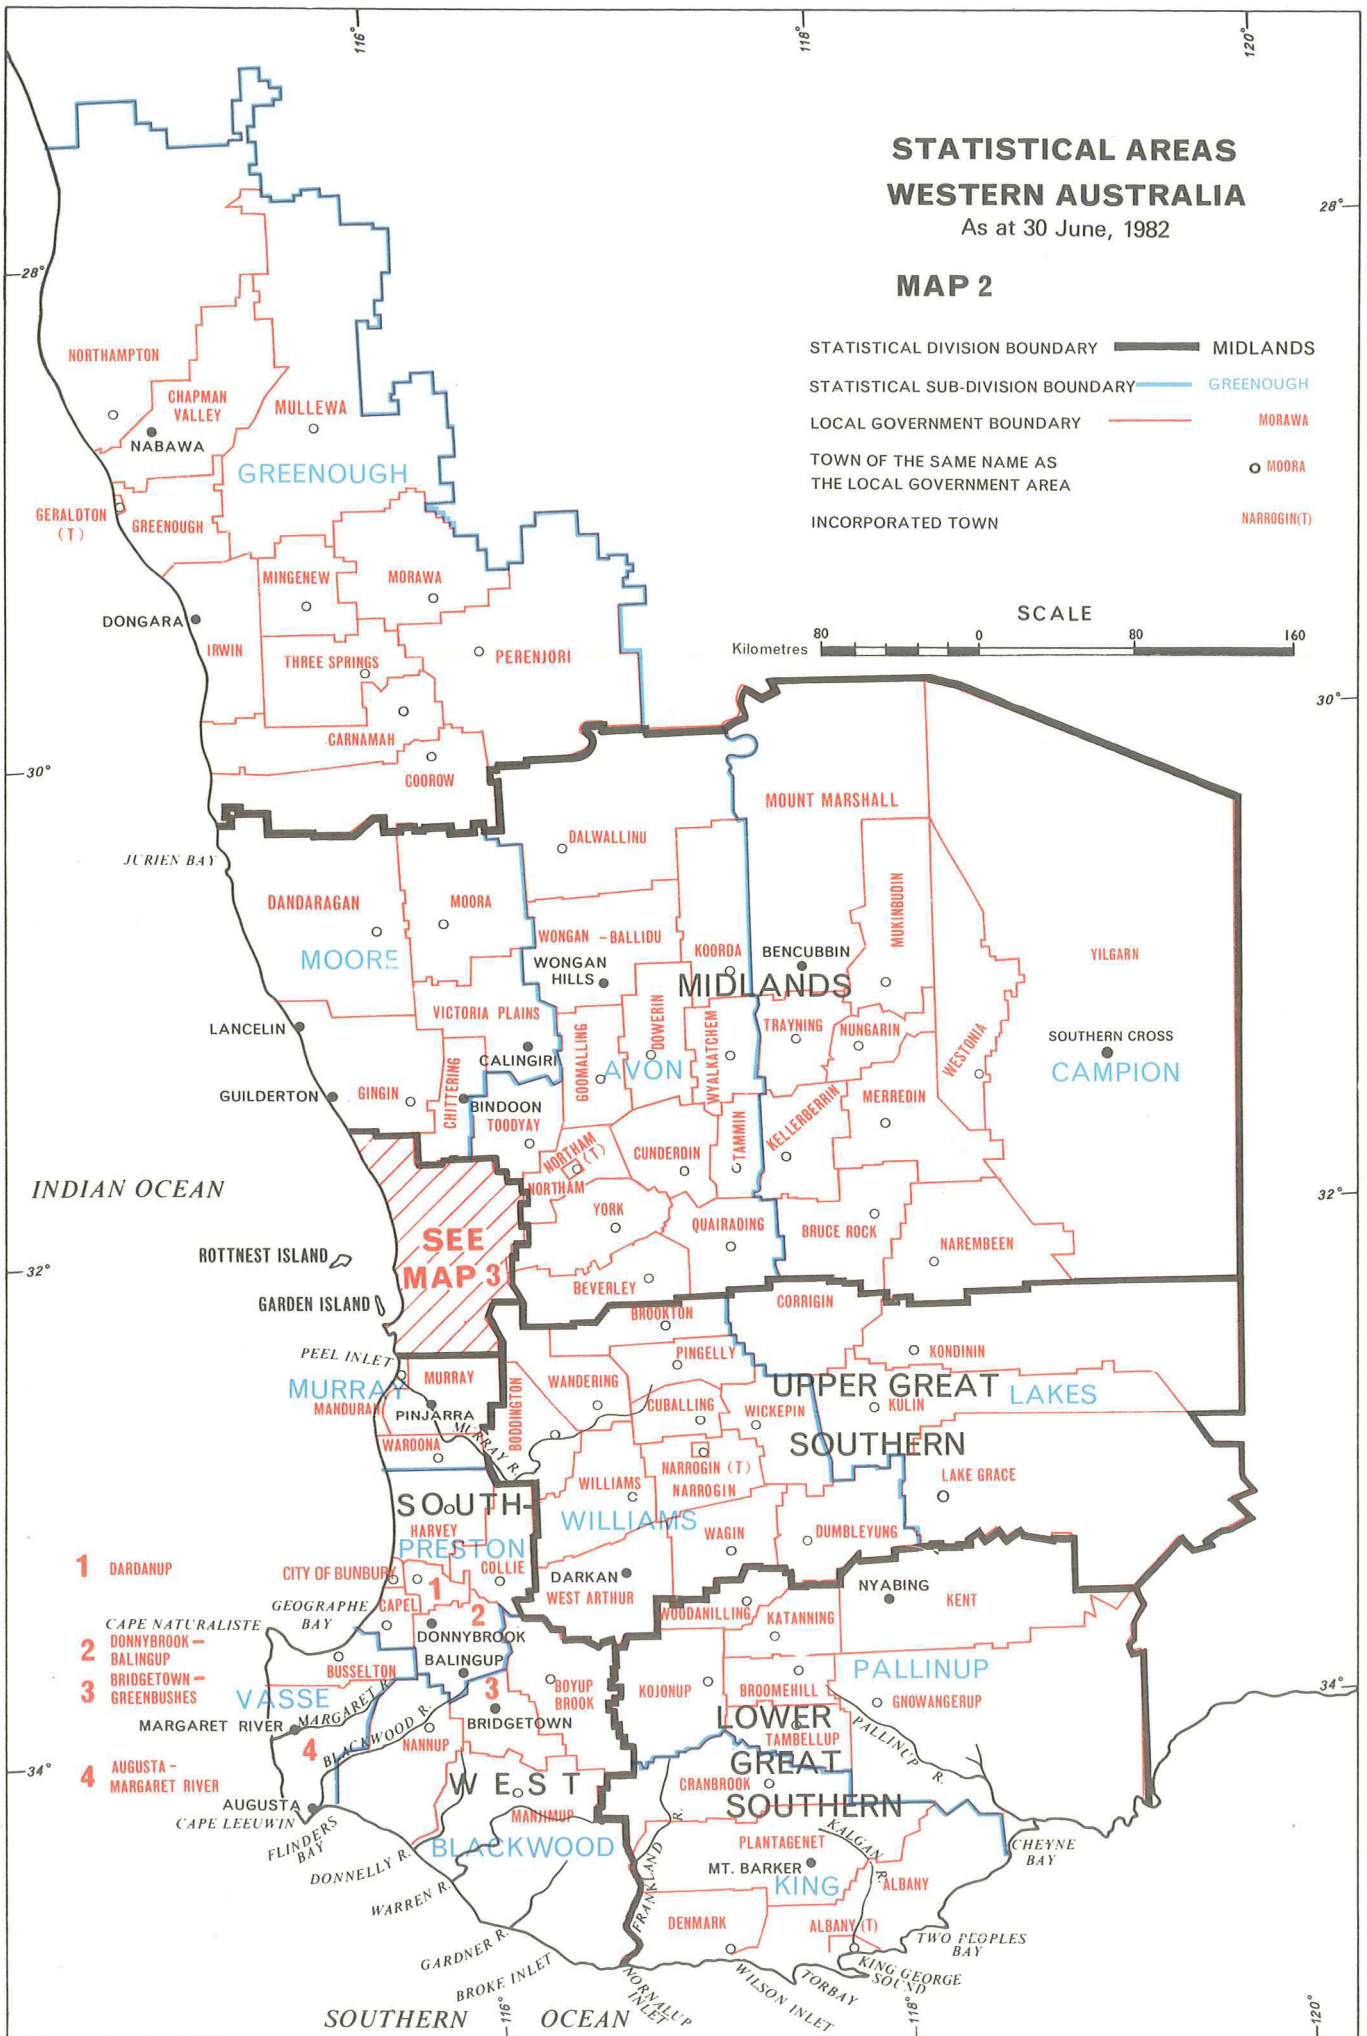 116°
118°
120°
STATISTICAL AREAS
WESTERN AUSTRALIA
As at 30 June, 1982
MAP 2
28°
28°
STATISTICAL DIVISION BOUNDARY MIDLANDS
STATISTICAL SUB-DIVISION BOUNDARY GREENOUGH
LOCAL GOVERNMENT BOUNDARY MORAWA
TOWN OF THE SAME NAME AS
THE LOCAL GOVERNMENT AREA
MOORA
INCORPORATED TOWN NARROGIN(T)
SCALE
Kilometres
80 0 80 160
NORTHAMPTON
CHAPMAN
VALLEY
MULLEWA
NABAWA
GREENOUGH
GERALDTON
(T)
GREENOUGH
MINGENEW
MORAWA
DONGARA
IRWIN
THREE SPRINGS
PERENJORI
30°
CARNAMAH
30°
COOROW
MOUNT MARSHALL
DALWALLINU
JURIEN BAY
DANDARAGAN
MOORA
MUKINBUDIN
WONGAN - BALLIDU
KOORDA
BENCUBBIN
YILGARN
MOORE
WONGAN
HILLS
MIDLANDS
VICTORIA PLAINS
LANCELIN
DOWERIN
WYALKATCHEM
TRAYNING
NUNGARIN
WESTONIA
SOUTHERN CROSS
CALINGIRI
GOOMALLING
AVON
CAMPION
GUILDERTON
GINGIN
CHITTERING
BINDOON
TOODYAY
KELLERBERRIN
MERREDIN
TAMMIN
NORTHAM
(T)
CUNDERDIN
INDIAN OCEAN
NORTHAM
32°
YORK
QUAIRADING
BRUCE ROCK
NAREMBEEN
SEE
MAP 3
ROTTNEST ISLAND
32°
BEVERLEY
GARDEN ISLAND
BROOKTON
CORRIGIN
PEEL INLET
PINGELLY
KONDININ
MURRAY
MURRAY
WANDERING
UPPER GREAT
LAKES
MANDURAH
PINJARRA
BODDINGTON
CUBALLING
WICKEPIN
KULIN
WAROONA
MURRAY R.
SOUTHERN
NARROGIN (T)
LAKE GRACE
WILLIAMS
NARROGIN
SOUTH-
WILLIAMS
HARVEY
WAGIN
DUMBLEYUNG
PRESTON
1 DARDANUP
CITY OF BUNBURY
COLLIE
DARKAN
NYABING
1
WEST ARTHUR
KENT
GEOGRAPHE
BAY
CAPEL
2
WOODANILLING
KATANNING
CAPE NATURALISTE
DONNYBROOK
2 DONNYBROOK –
BALINGUP
BALINGUP
BUSSELTON
PALLINUP
3 BRIDGETOWN –
GREENBUSHES
VASSE
MARGARET R.
3
BOYUP
BROOK
KOJONUP
BROOMEHILL
34°
GNOWANGERUP
MARGARET RIVER
BRIDGETOWN
LOWER
4
BLACKWOOD R.
NANNUP
TAMBELLUP
PALLINUP R.
34°
4 AUGUSTA –
MARGARET RIVER
WEST
CRANBROOK
GREAT
AUGUSTA
MANJIMUP
SOUTHERN
CAPE LEEUWIN
FLINDERS
BAY
BLACKWOOD
FRANKLAND R.
PLANTAGENET
KALGAN R.
CHEYNE
BAY
DONNELLY R.
MT. BARKER
KING
ALBANY
WARREN R.
DENMARK
ALBANY (T)
GARDNER R.
TWO PEOPLES
BAY
BROKE INLET
KING GEORGE
SOUND
NORNALUP
INLET
WILSON INLET
TORBAY
SOUTHERN OCEAN
116°
118°
120°